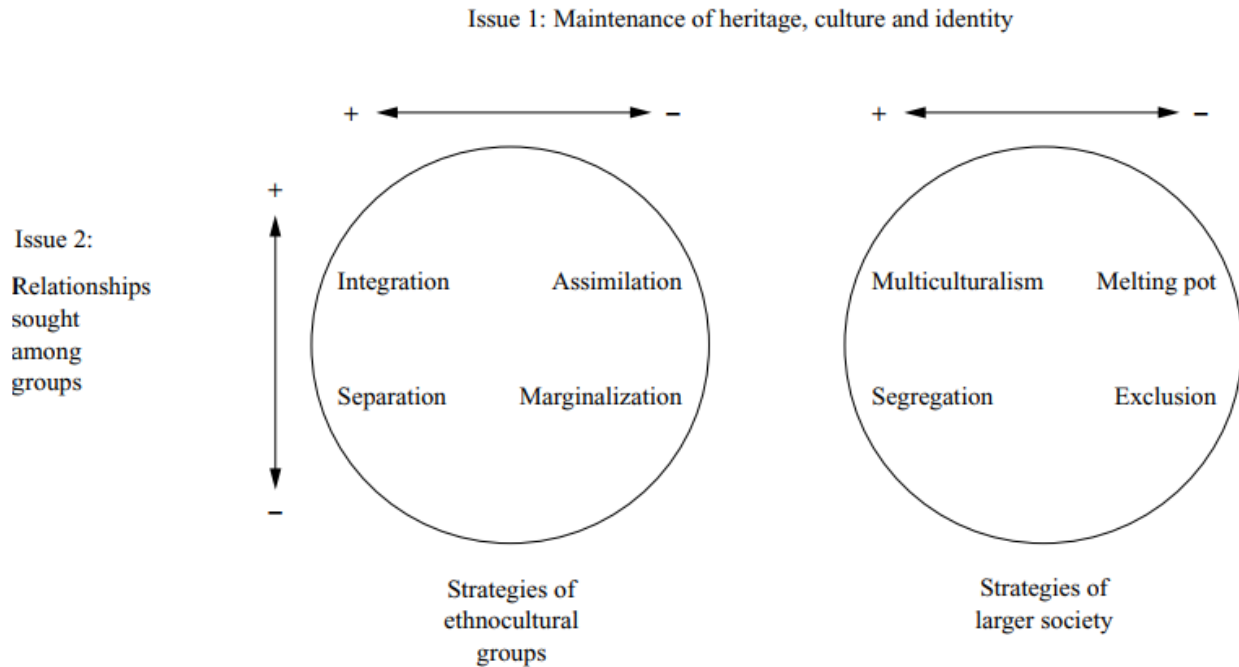 Issue 1: Maintenance of heritage, culture and identity
+ − + −
+
Issue 2:
Relationships
sought
among
groups
−
Integration Assimilation
Separation Marginalization
Multiculturalism Melting pot
Segregation Exclusion
Strategies of
ethnocultural
groups
Strategies of
larger society